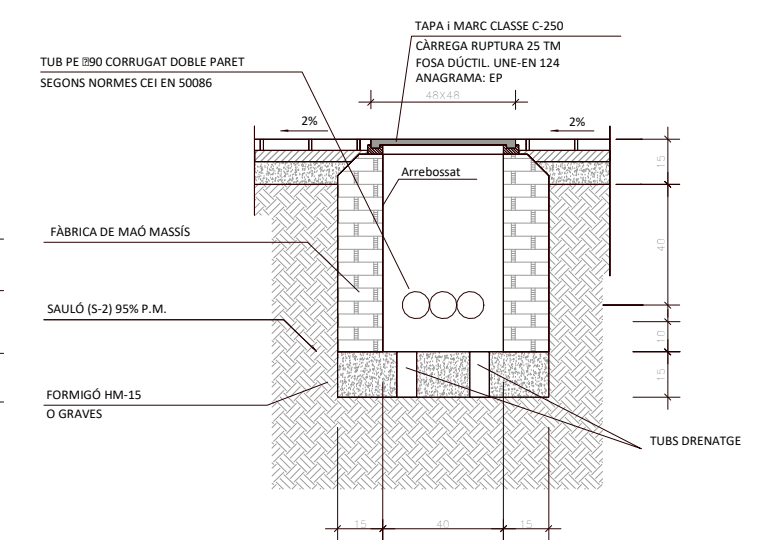 TAPA i MARC CLASSE C-250
CÀRREGA RUPTURA 25 TM
FOSA DÚCTIL. UNE-EN 124
ANAGRAMA: EP
TUB PE ⍰90 CORRUGAT DOBLE PARET
SEGONS NORMES CEI EN 50086
48X48
2%
2%
15
Arrebossat
FÀBRICA DE MAÓ MASSÍS
40
SAULÓ (S-2) 95% P.M.
10
15
FORMIGÓ HM-15
O GRAVES
TUBS DRENATGE
15
40
15